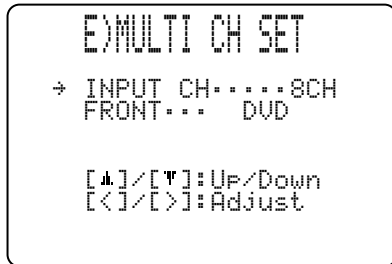 E)MULTI CH SET
→ INPUT CH·····8CH
FRONT··· DVD
[▲]/[▼]:Up/Down
[<]/[>]:Adjust